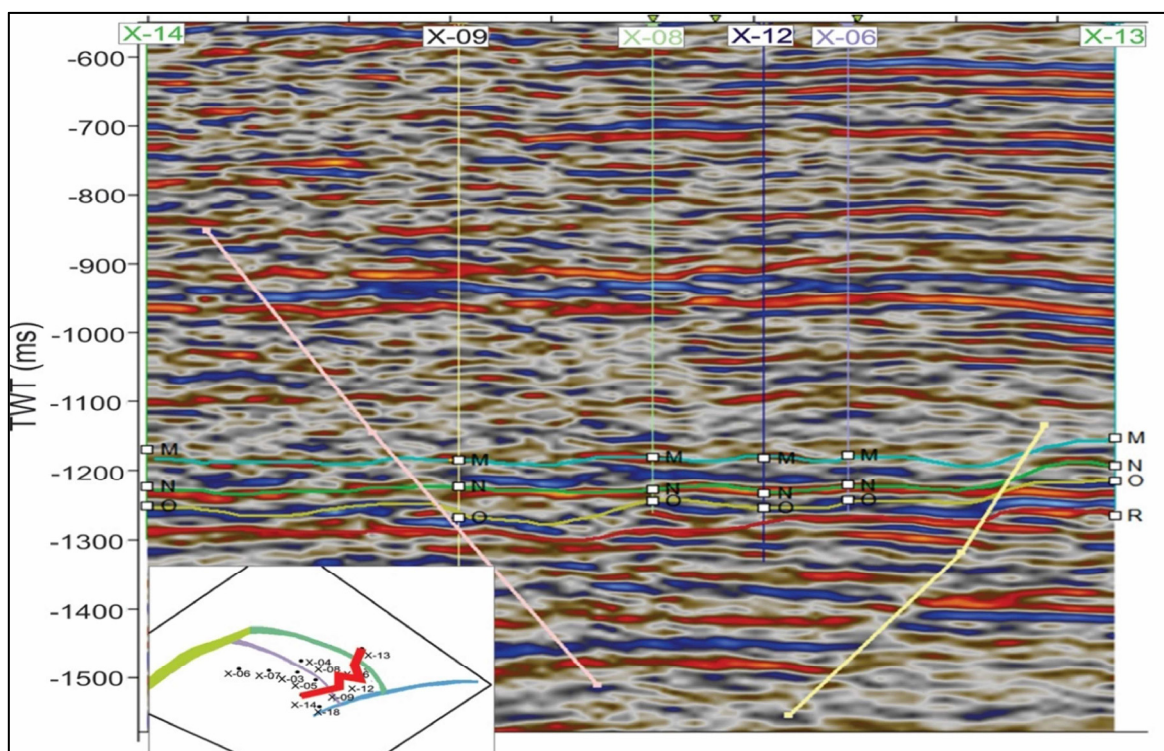 X-14 X-09 X-08 X-12 X-06 X-13
TWT (ms)
-600
-700
-800
-900
-1000
-1100
-1200
-1300
-1400
-1500
M M M M M M
N N N N N N
O O O O O O
R
X-13
X-04
X-08
X-06 X-07 X-03
X-05 X-12
X-14 X-09
X-18